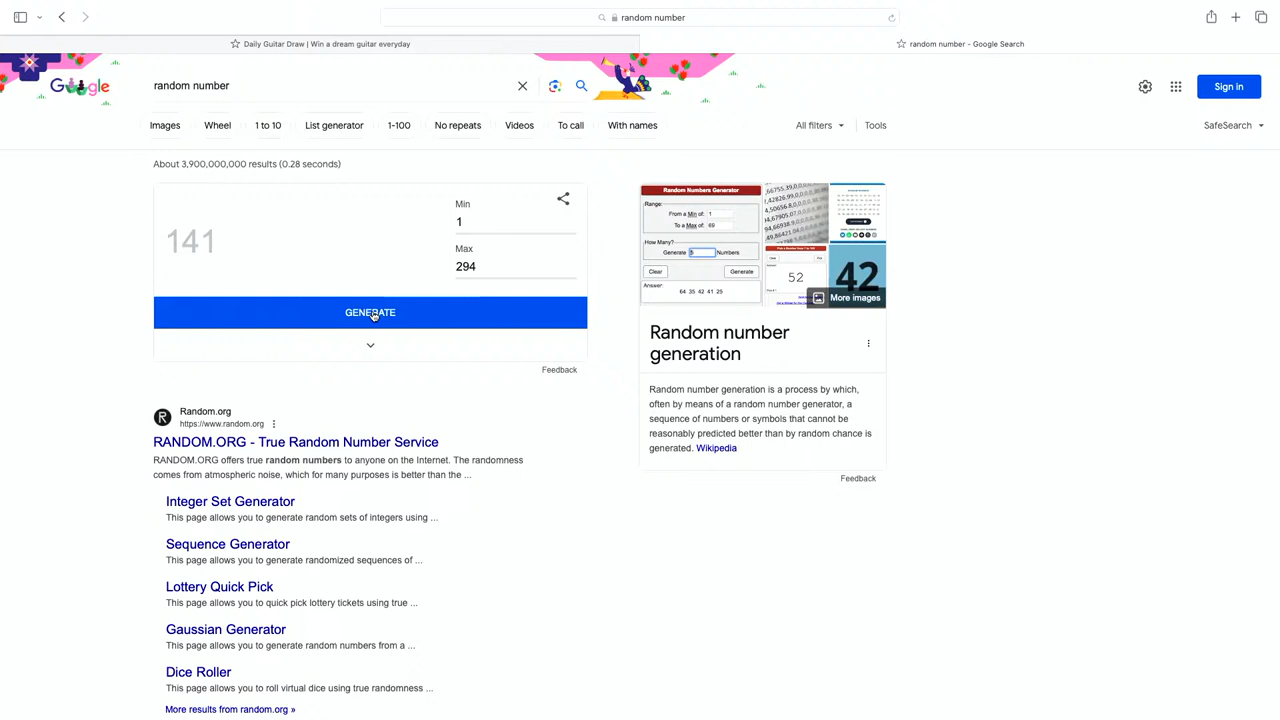 random number
Daily Guitar Draw | Win a dream guitar everyday
random number - Google Search
Google
random number
Sign in
Images
Wheel
1 to 10
List generator
1-100
No repeats
Videos
To call
With names
All filters
Tools
SafeSearch
About 3,900,000,000 results (0.28 seconds)
141
Min
1
Max
294
GENERATE
Feedback
Random.org
https://www.random.org
RANDOM.ORG - True Random Number Service
RANDOM.ORG offers true random numbers to anyone on the Internet. The randomness
comes from atmospheric noise, which for many purposes is better than the ...
Integer Set Generator
This page allows you to generate random sets of integers using ...
Sequence Generator
This page allows you to generate randomized sequences of ...
Lottery Quick Pick
This page allows you to quick pick lottery tickets using true ...
Gaussian Generator
This page allows you to generate random numbers from a ...
Dice Roller
This page allows you to roll virtual dice using true randomness ...
More results from random.org »
Random Numbers Generator
Range:
From a Min of: 1
To a Max of: 69
How Many?
Generate 5 Numbers
Clear
Generate
Answer:
64 35 42 41 25
52
42
More images
Random number
generation
Random number generation is a process by which,
often by means of a random number generator, a
sequence of numbers or symbols that cannot be
reasonably predicted better than by random chance is
generated. Wikipedia
Feedback